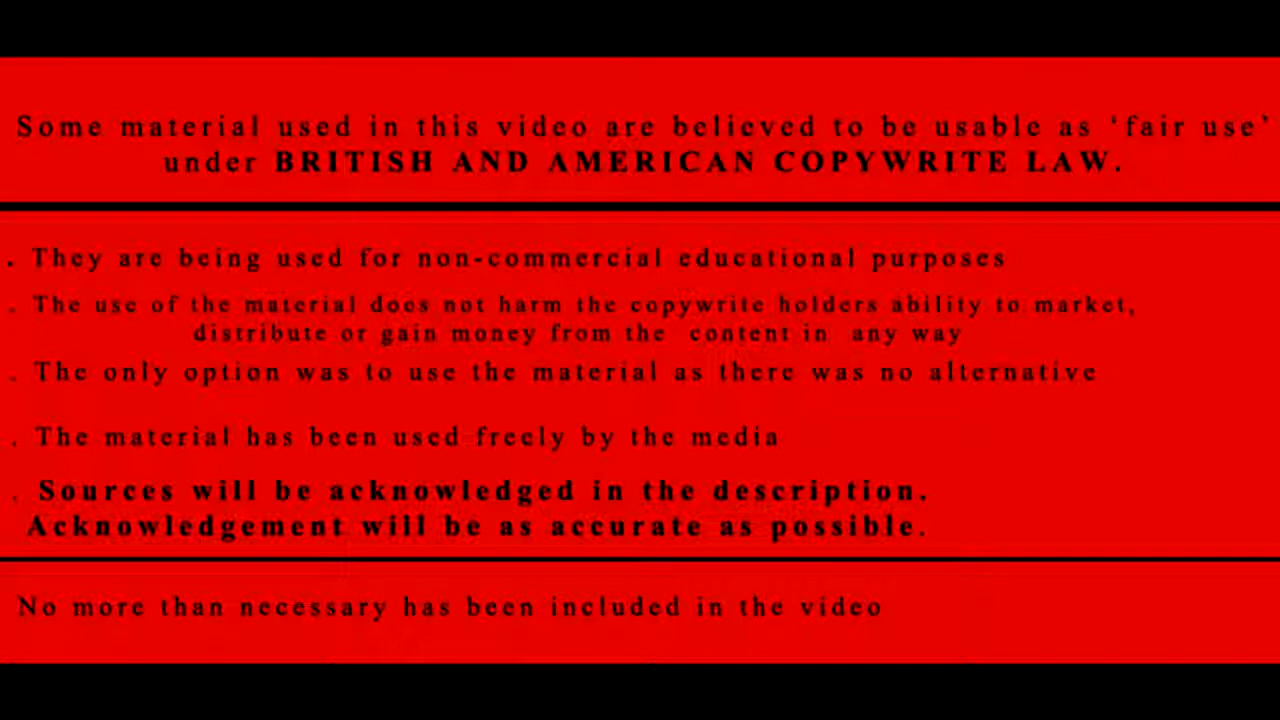 Some material used in this video are believed to be usable as ‘fair use’
under BRITISH AND AMERICAN COPYWRITE LAW.
. They are being used for non-commercial educational purposes
. The use of the material does not harm the copywrite holders ability to market,
distribute or gain money from the content in any way
. The only option was to use the material as there was no alternative
. The material has been used freely by the media
. Sources will be acknowledged in the description.
Acknowledgement will be as accurate as possible.
No more than necessary has been included in the video